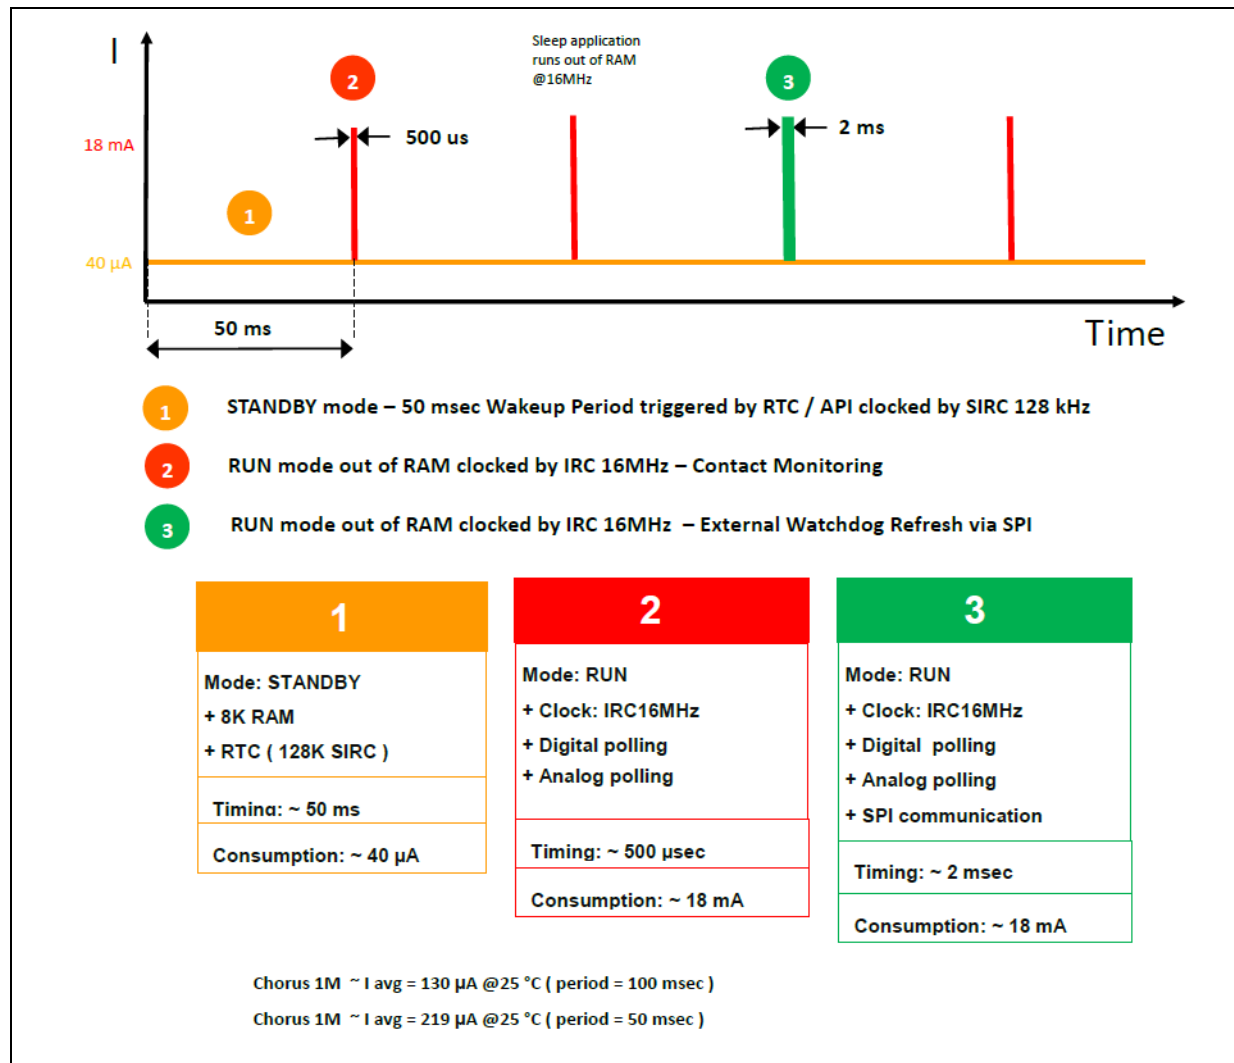 I
2
Sleep application
runs out of RAM
@16MHz
3
18 mA
500 us
2 ms
1
40 µA
50 ms
Time
1 STANDBY mode – 50 msec Wakeup Period triggered by RTC / API clocked by SIRC 128 kHz
2 RUN mode out of RAM clocked by IRC 16MHz – Contact Monitoring
3 RUN mode out of RAM clocked by IRC 16MHz – External Watchdog Refresh via SPI
1
Mode: STANDBY
+ 8K RAM
+ RTC ( 128K SIRC )
Timing: ~ 50 ms
Consumption: ~ 40 µA
2
Mode: RUN
+ Clock: IRC16MHz
+ Digital polling
+ Analog polling
Timing: ~ 500 µsec
Consumption: ~ 18 mA
3
Mode: RUN
+ Clock: IRC16MHz
+ Digital polling
+ Analog polling
+ SPI communication
Timing: ~ 2 msec
Consumption: ~ 18 mA
Chorus 1M ~ I avg = 130 µA @25 °C ( period = 100 msec )
Chorus 1M ~ I avg = 219 µA @25 °C ( period = 50 msec )